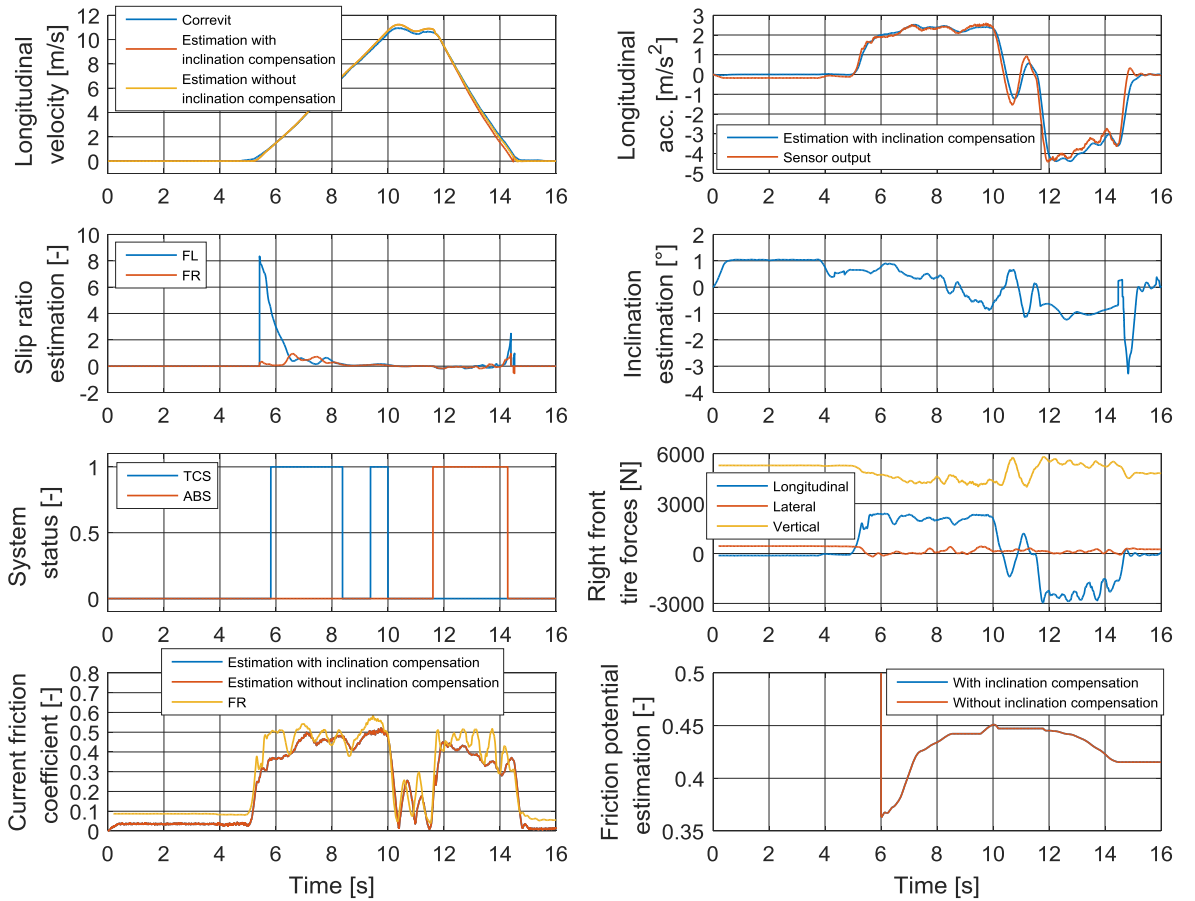 12
10
8
6
4
2
0
Longitudinal
velocity [m/s]
Correvit
Estimation with
inclination compensation
Estimation without
inclination compensation
0 2 4 6 8 10 12 14 16
3
2
1
0
-1
-2
-3
-4
-5
Longitudinal
acc. [m/s²]
Estimation with inclination compensation
Sensor output
0 2 4 6 8 10 12 14 16
10
8
6
4
2
0
-2
Slip ratio
estimation [-]
FL
FR
0 2 4 6 8 10 12 14 16
2
1
0
-1
-2
-3
-4
Inclination
estimation [°]
0 2 4 6 8 10 12 14 16
1
0.5
0
System
status [-]
TCS
ABS
0 2 4 6 8 10 12 14 16
6000
3000
0
-3000
Right front
tire forces [N]
Longitudinal
Lateral
Vertical
0 2 4 6 8 10 12 14 16
0.8
0.7
0.6
0.5
0.4
0.3
0.2
0.1
0
Current friction
coefficient [-]
Estimation with inclination compensation
Estimation without inclination compensation
FR
0 2 4 6 8 10 12 14 16
Time [s]
0.5
0.45
0.4
0.35
Friction potential
estimation [-]
With inclination compensation
Without inclination compensation
0 2 4 6 8 10 12 14 16
Time [s]